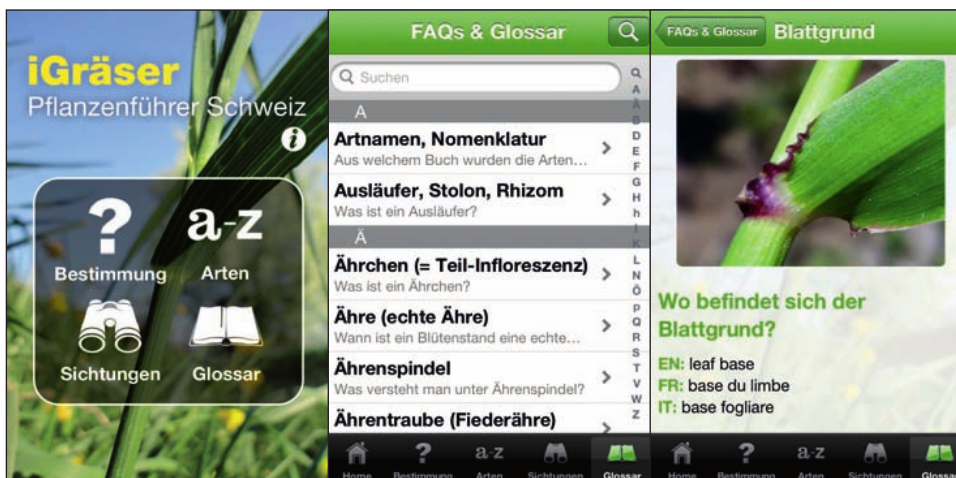 iGräser
Pflanzenführer Schweiz
i
?
a-z
Bestimmung
Arten
Sichtungen
Glossar
FAQs & Glossar
Suchen
A
Artnamen, Nomenklatur
Aus welchem Buch wurden die Arten...
Ausläufer, Stolon, Rhizom
Was ist ein Ausläufer?
Ä
Ährchen (= Teil-Infloreszenz)
Was ist ein Ährchen?
Ähre (echte Ähre)
Wann ist ein Blütenstand eine echte...
Ährenspindel
Was versteht man unter Ährenspindel?
Ährentraube (Fiederähre)
A
Ä
B
D
E
F
G
H
h
I
K
L
N
Ö
P
Q
R
S
T
V
W
Z
?
a-z
Home Bestimmung Arten Sichtungen Glossar
FAQs & Glossar
Blattgrund
Wo befindet sich der
Blattgrund?
EN: leaf base
FR: base du limbe
IT: base fogliare
?
a-z
Home Bestimmung Arten Sichtungen Glossar